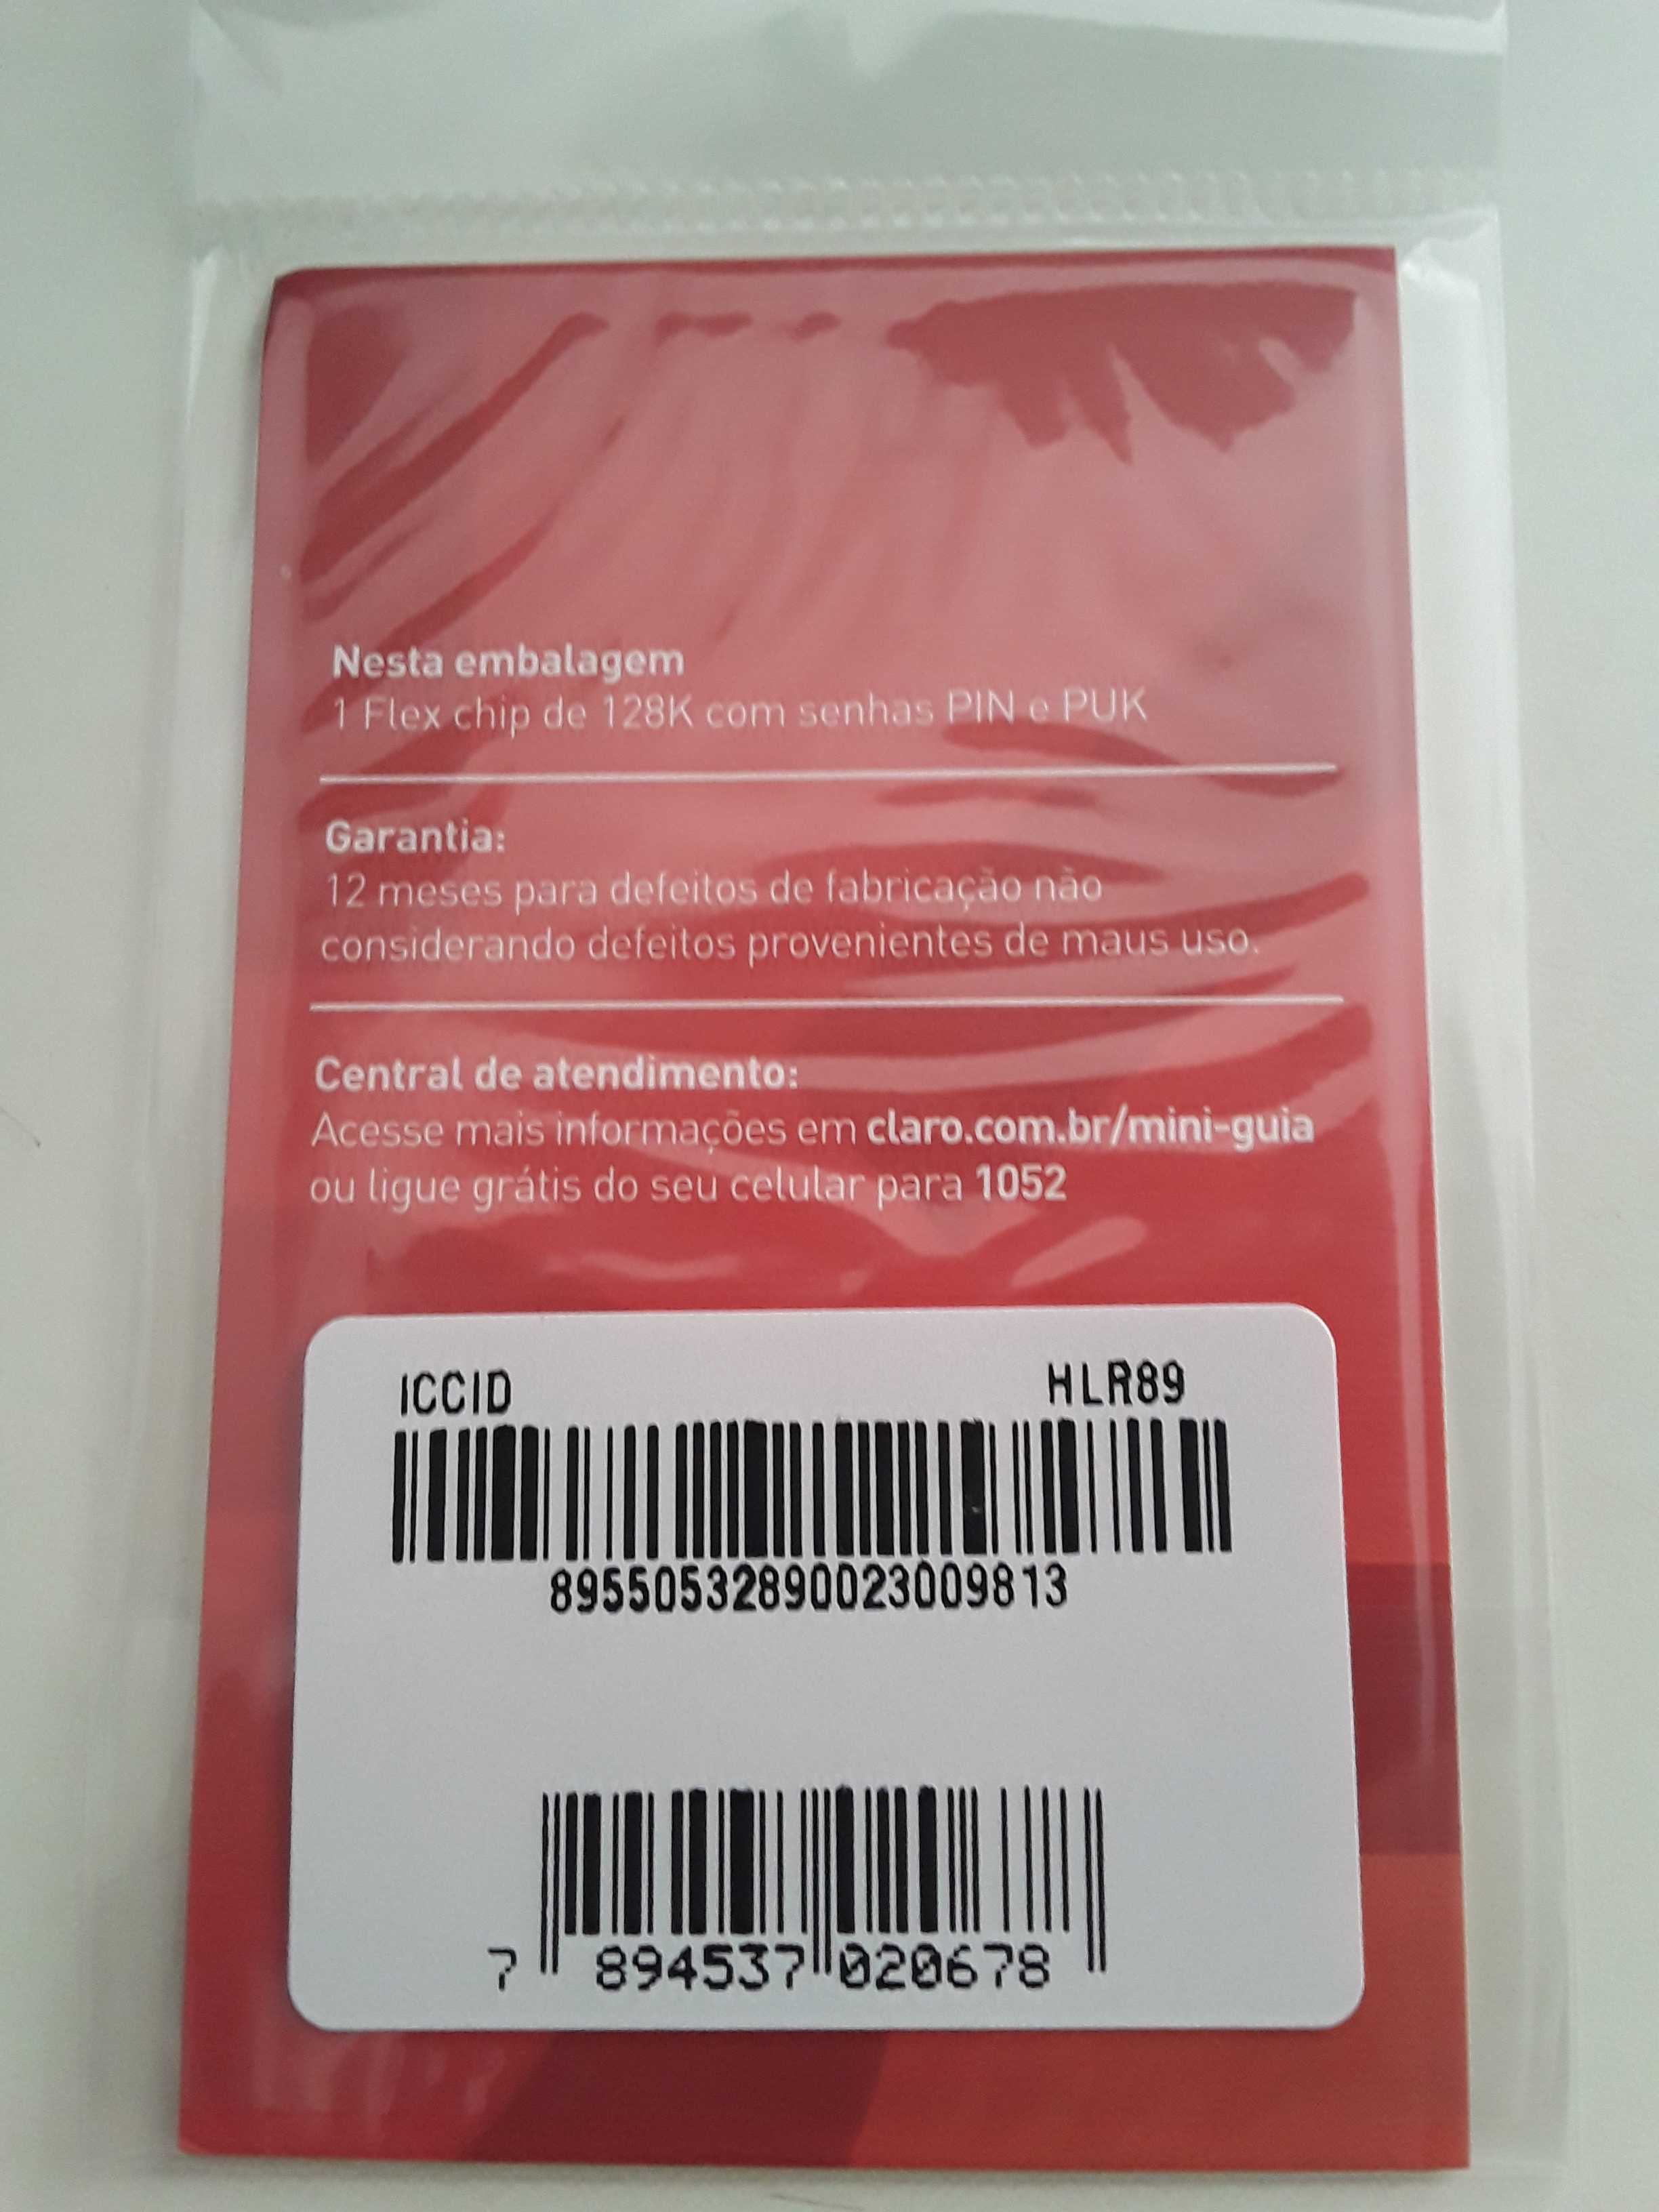 Nesta embalagem
1 Flex chip de 128K com senhas PIN e PUK
Garantia:
12 meses para defeitos de fabricação não
considerando defeitos provenientes de maus uso.
Central de atendimento:
Acesse mais informações em claro.com.br/mini-guia
ou ligue grátis do seu celular para 1052
ICCID HLR89
89550532890023009813
7 894537 020678